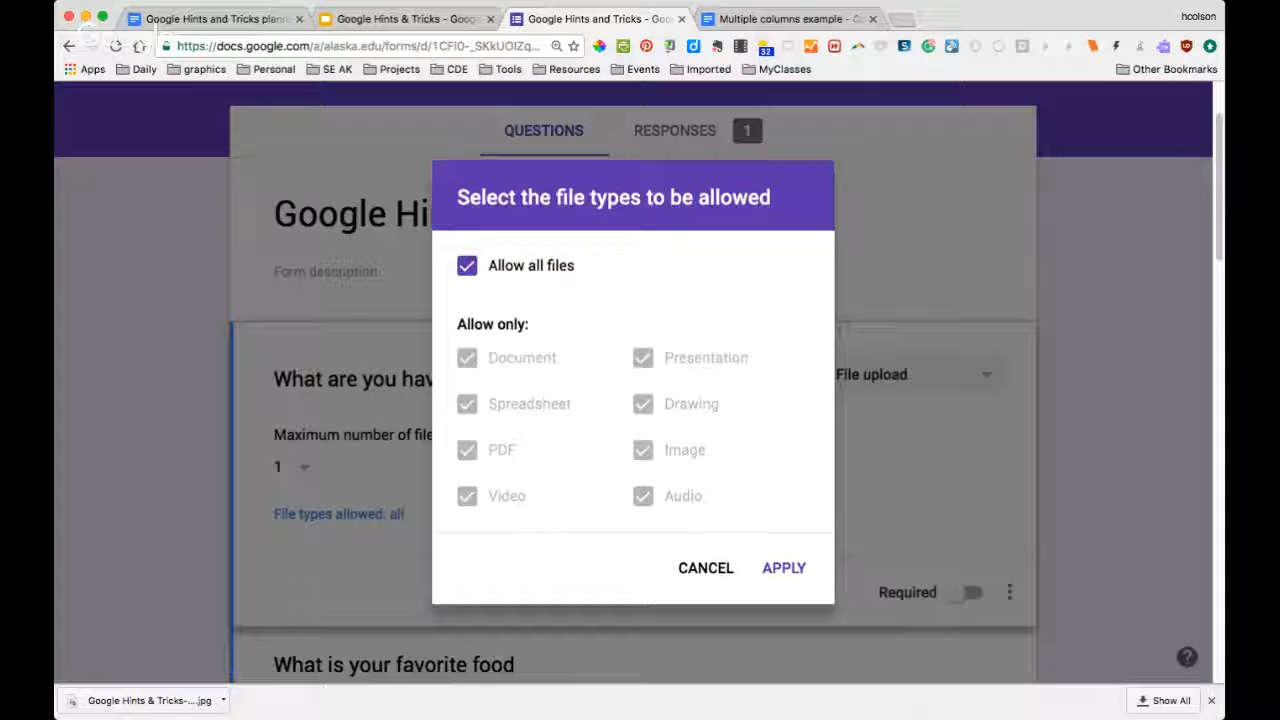 Google Hints and Tricks plann
Google Hints & Tricks - Goog
Google Hints and Tricks - Goo
Multiple columns example - G
hcolson
https://docs.google.com/a/alaska.edu/forms/d/1CFI0-_SKkUOIZq...
32
Apps
Daily
graphics
Personal
SE AK
Projects
CDE
Tools
Resources
Events
Imported
MyClasses
Other Bookmarks
QUESTIONS
RESPONSES
1
Select the file types to be allowed
Google Hi
Form description
Allow all files
Allow only:
Document
Presentation
Spreadsheet
Drawing
PDF
Image
Video
Audio
What are you hav
File upload
Maximum number of file
1
File types allowed: all
CANCEL
APPLY
Required
What is your favorite food
Google Hints & Tricks-....jpg
Show All